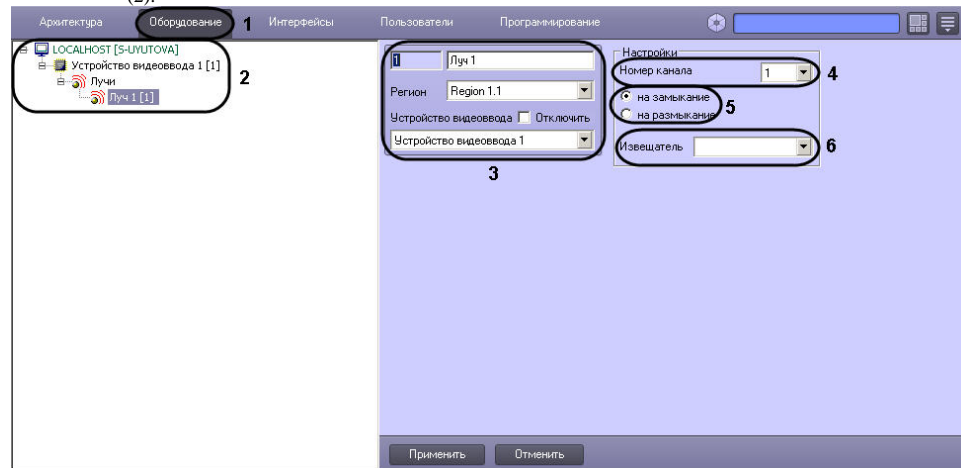 (2).
Архитектура Оборудование 1 Интерфейсы Пользователи Программирование
LOCALHOST [S-UYUTOVA]
Устройство видеоввода 1 [1]
Лучи
Луч 1 [1]
2
1 Луч 1
Регион Region 1.1
Устройство видеоввода Отключить
Устройство видеоввода 1
3
Настройки
Номер канала 1 4
на замыкание
на размыкание
5
Извещатель 6
Применить Отменить